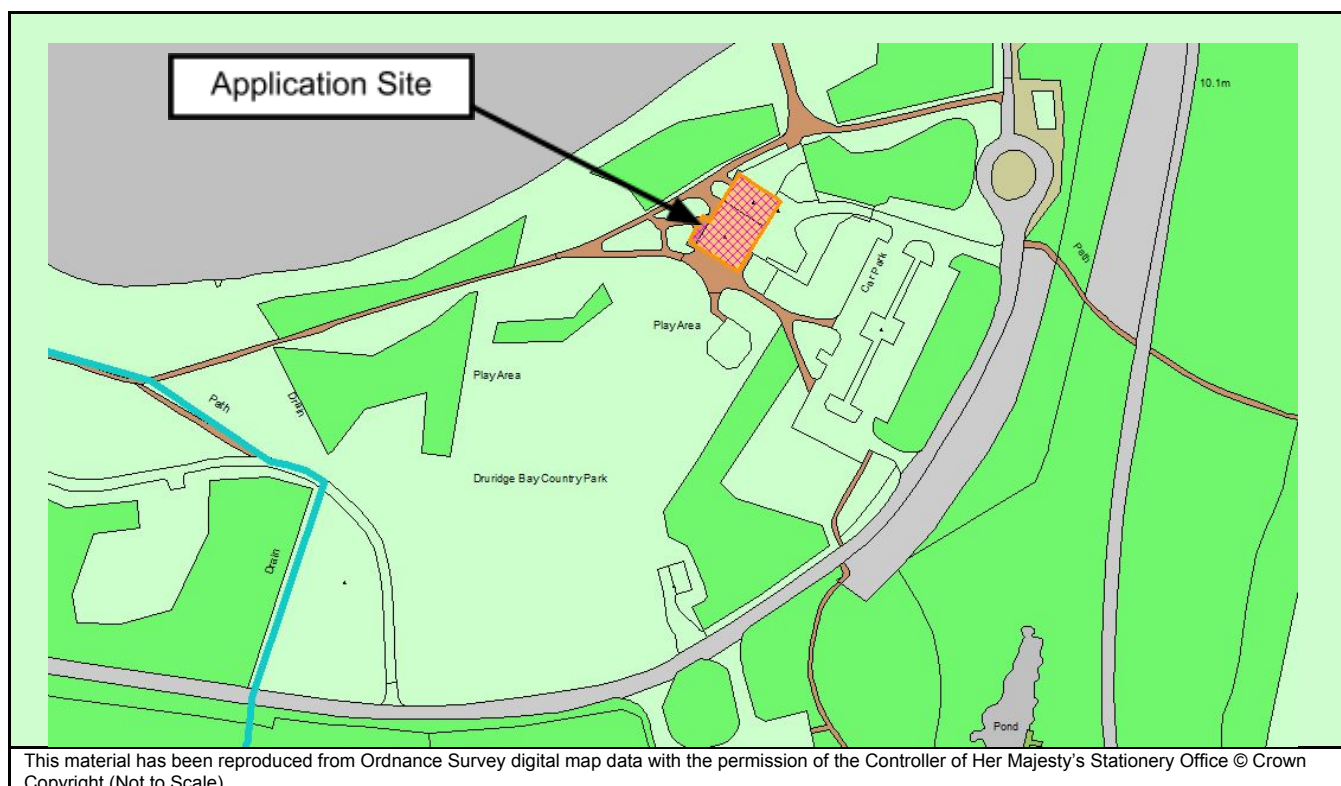 Application Site
10.1m
Path
Car Park
Play Area
Play Area
Path
Drain
Druridge Bay Country Park
Drain
Pond
This material has been reproduced from Ordnance Survey digital map data with the permission of the Controller of Her Majesty's Stationery Office © Crown
Copyright (Not to Scale)